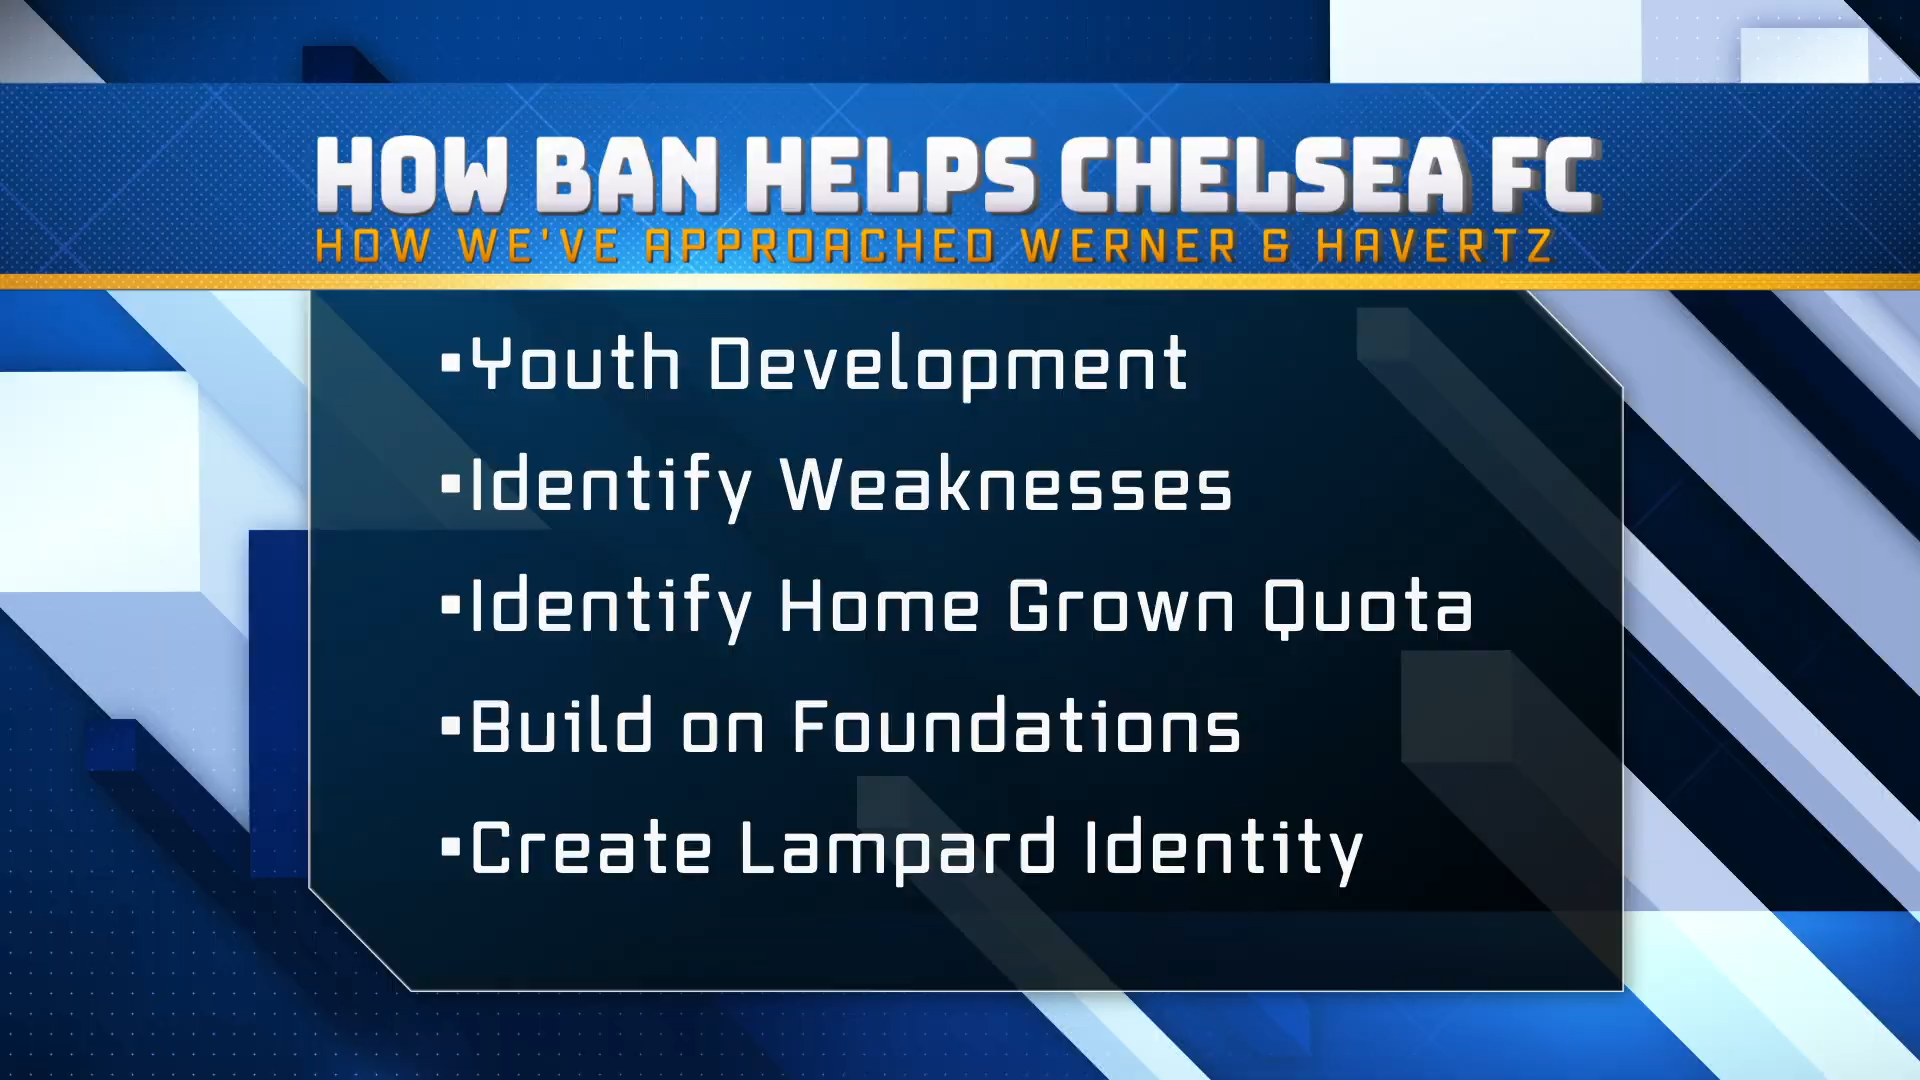 HOW BAN HELPS CHELSEA FC
HOW WE'VE APPROACHED WERNER & HAVERTZ
▪Youth Development
▪Identify Weaknesses
▪Identify Home Grown Quota
▪Build on Foundations
▪Create Lampard Identity